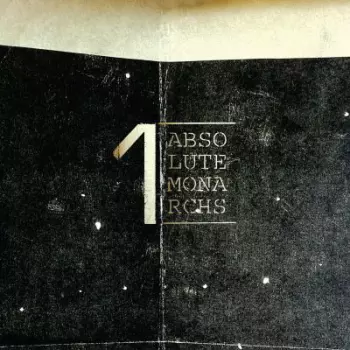 1
ABSO
LUTE
MONA
RCHS